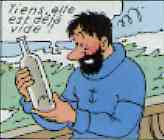 Tiens, elle
est déjà
vide !